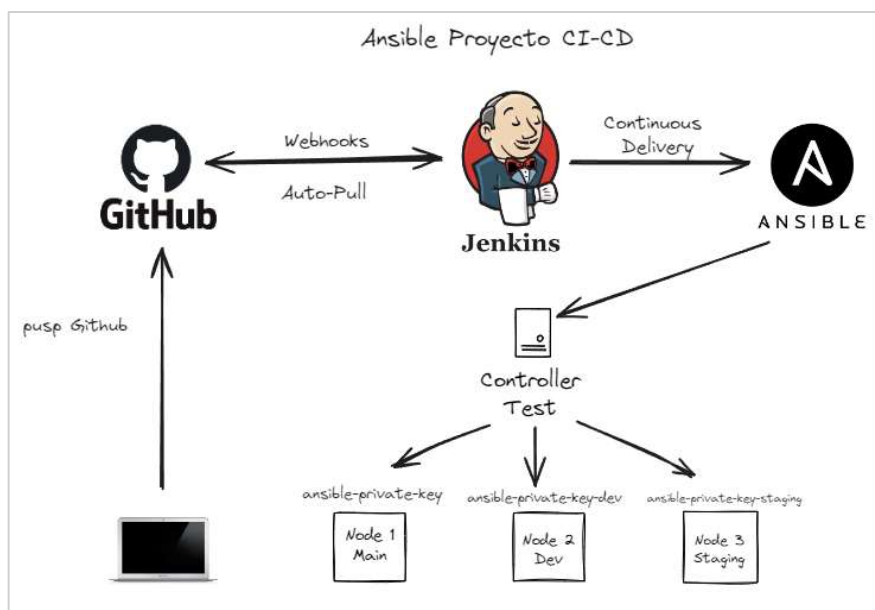 Ansible Proyecto CI-CD
Webhooks
Auto-Pull
Continuous
Delivery
GitHub
Jenkins
ANSIBLE
pusp Github
Controller
Test
ansible-private-key
ansible-private-key-dev
ansible-private-key-staging
Node 1
Main
Node 2
Dev
Node 3
Staging